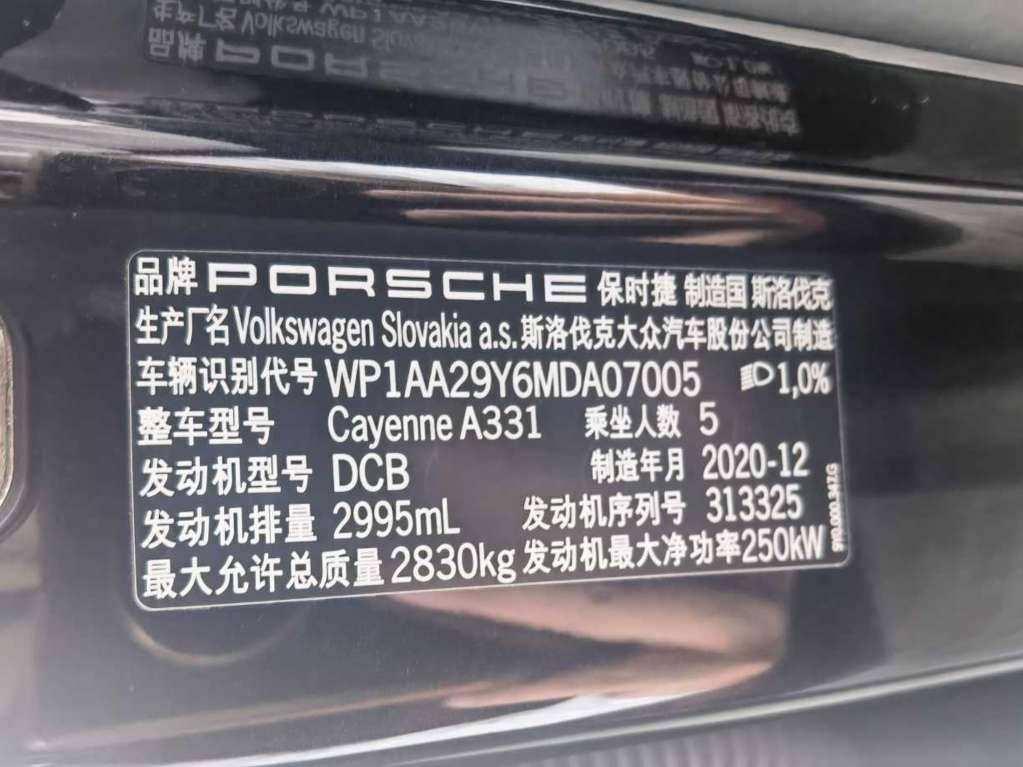 品牌 PORSCHE 保时捷 制造国 斯洛伐克
生产厂名 Volkswagen Slovakia a.s. 斯洛伐克大众汽车股份公司制造
车辆识别代号 WP1AA29Y6MDA07005 1,0%
整车型号 Cayenne A331 乘坐人数 5
发动机型号 DCB 制造年月 2020-12
发动机排量 2995mL 发动机序列号 313325
最大允许总质量 2830kg 发动机最大净功率 250kW